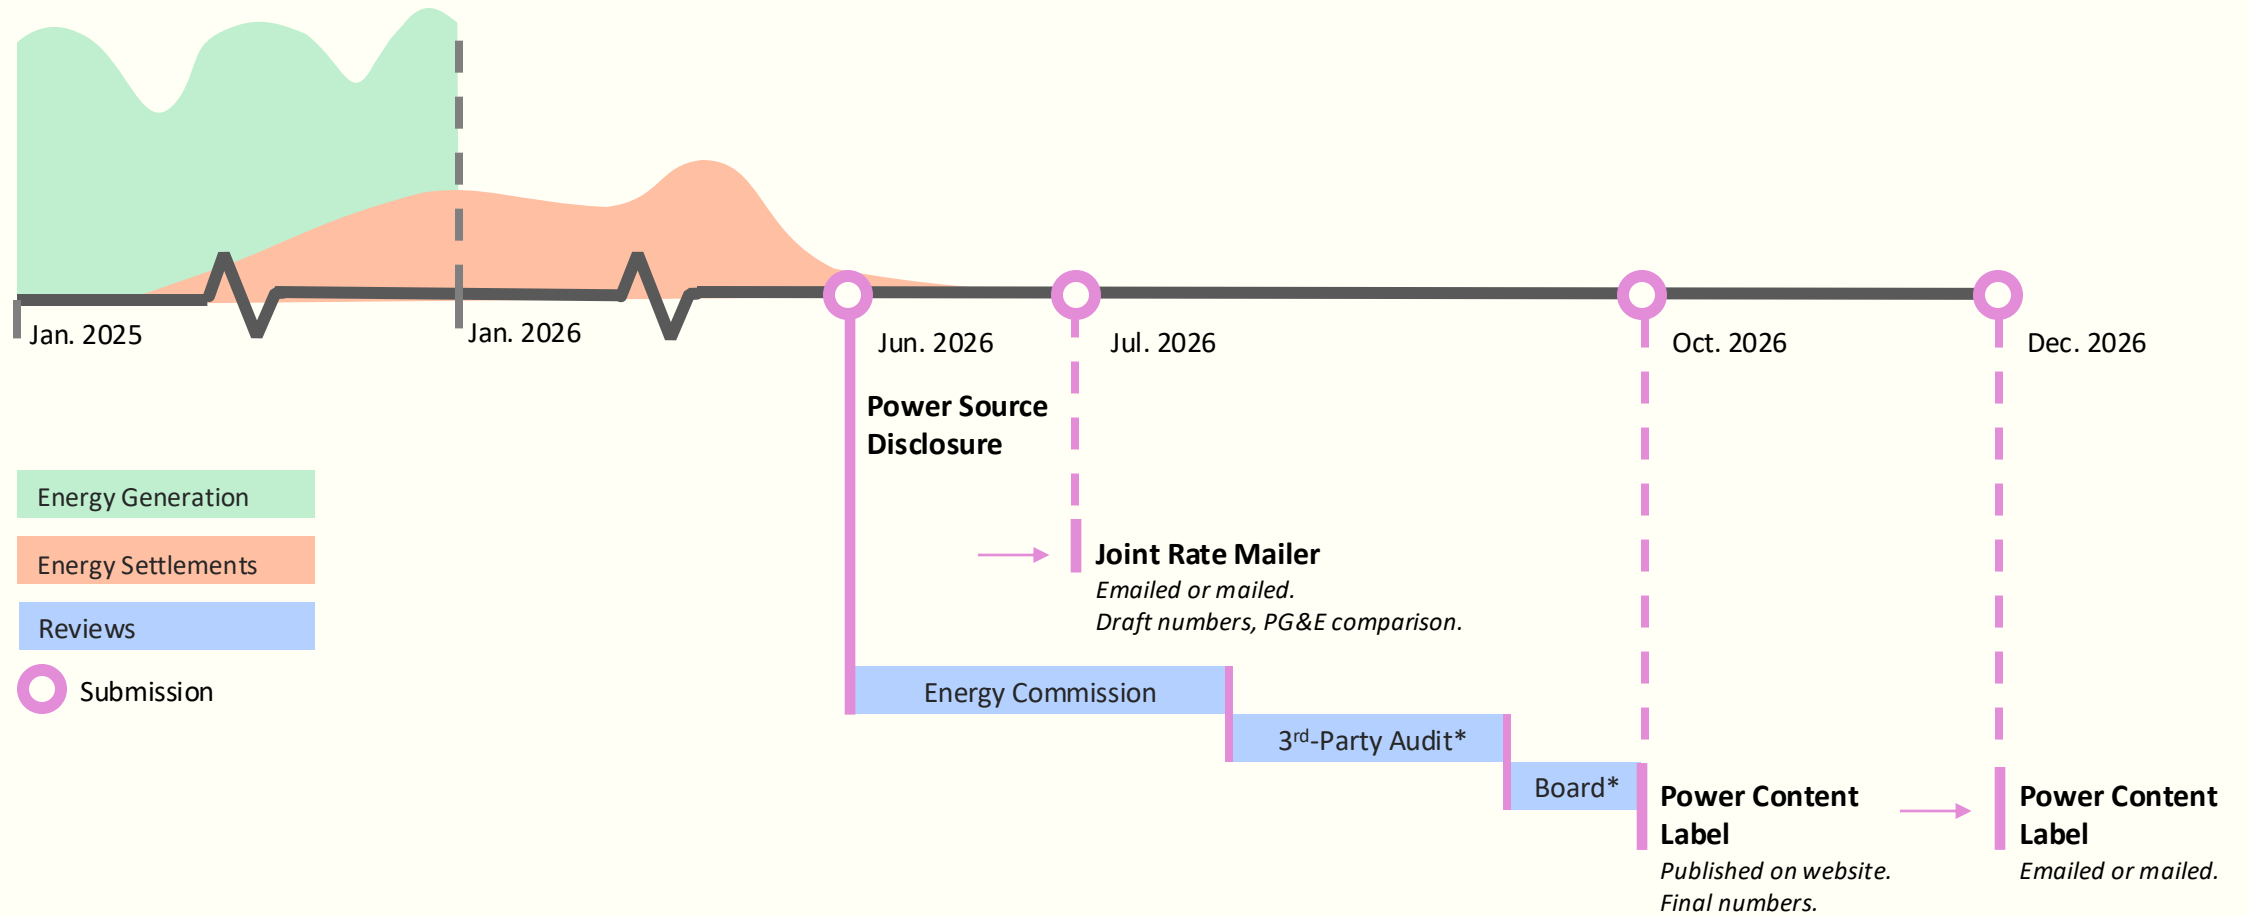 Jan. 2025
Jan. 2026
Jun. 2026
Jul. 2026
Oct. 2026
Dec. 2026
Power Source
Disclosure
Energy Generation
Energy Settlements
Reviews
Submission
Joint Rate Mailer
Emailed or mailed.
Draft numbers, PG&E comparison.
Energy Commission
3rd-Party Audit*
Board*
Power Content
Label
Published on website.
Final numbers.
Power Content
Label
Emailed or mailed.